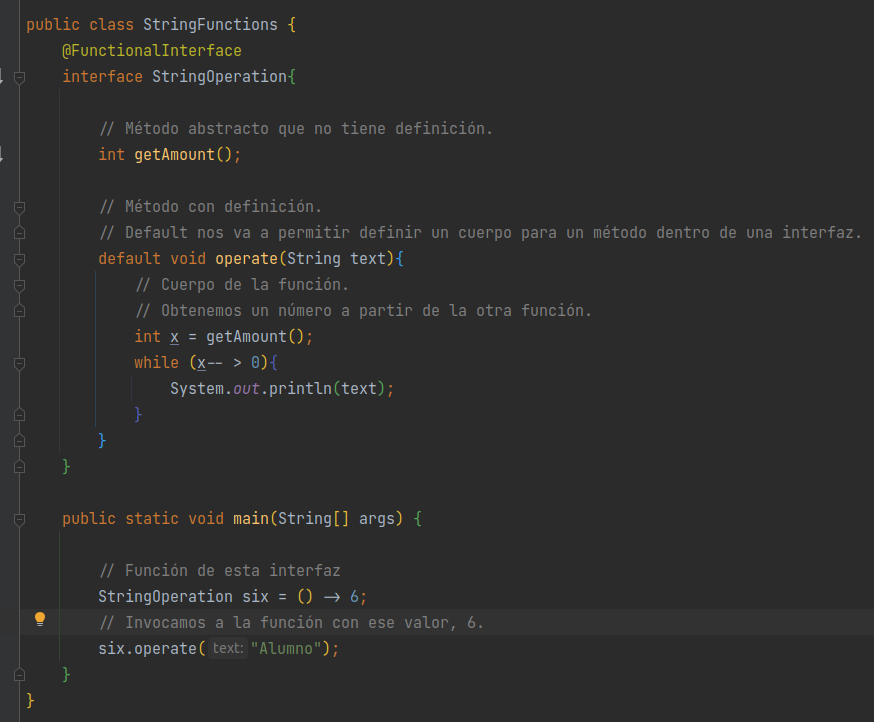 public class StringFunctions {
@FunctionalInterface
interface StringOperation{
// Método abstracto que no tiene definición.
int getAmount();
// Método con definición.
// Default nos va a permitir definir un cuerpo para un método dentro de una interfaz.
default void operate(String text){
// Cuerpo de la función.
// Obtenemos un número a partir de la otra función.
int x = getAmount();
while (x-- > 0){
System.out.println(text);
}
}
}
public static void main(String[] args) {
// Función de esta interfaz
StringOperation six = () -> 6;
// Invocamos a la función con ese valor, 6.
six.operate( text: "Alumno");
}
}